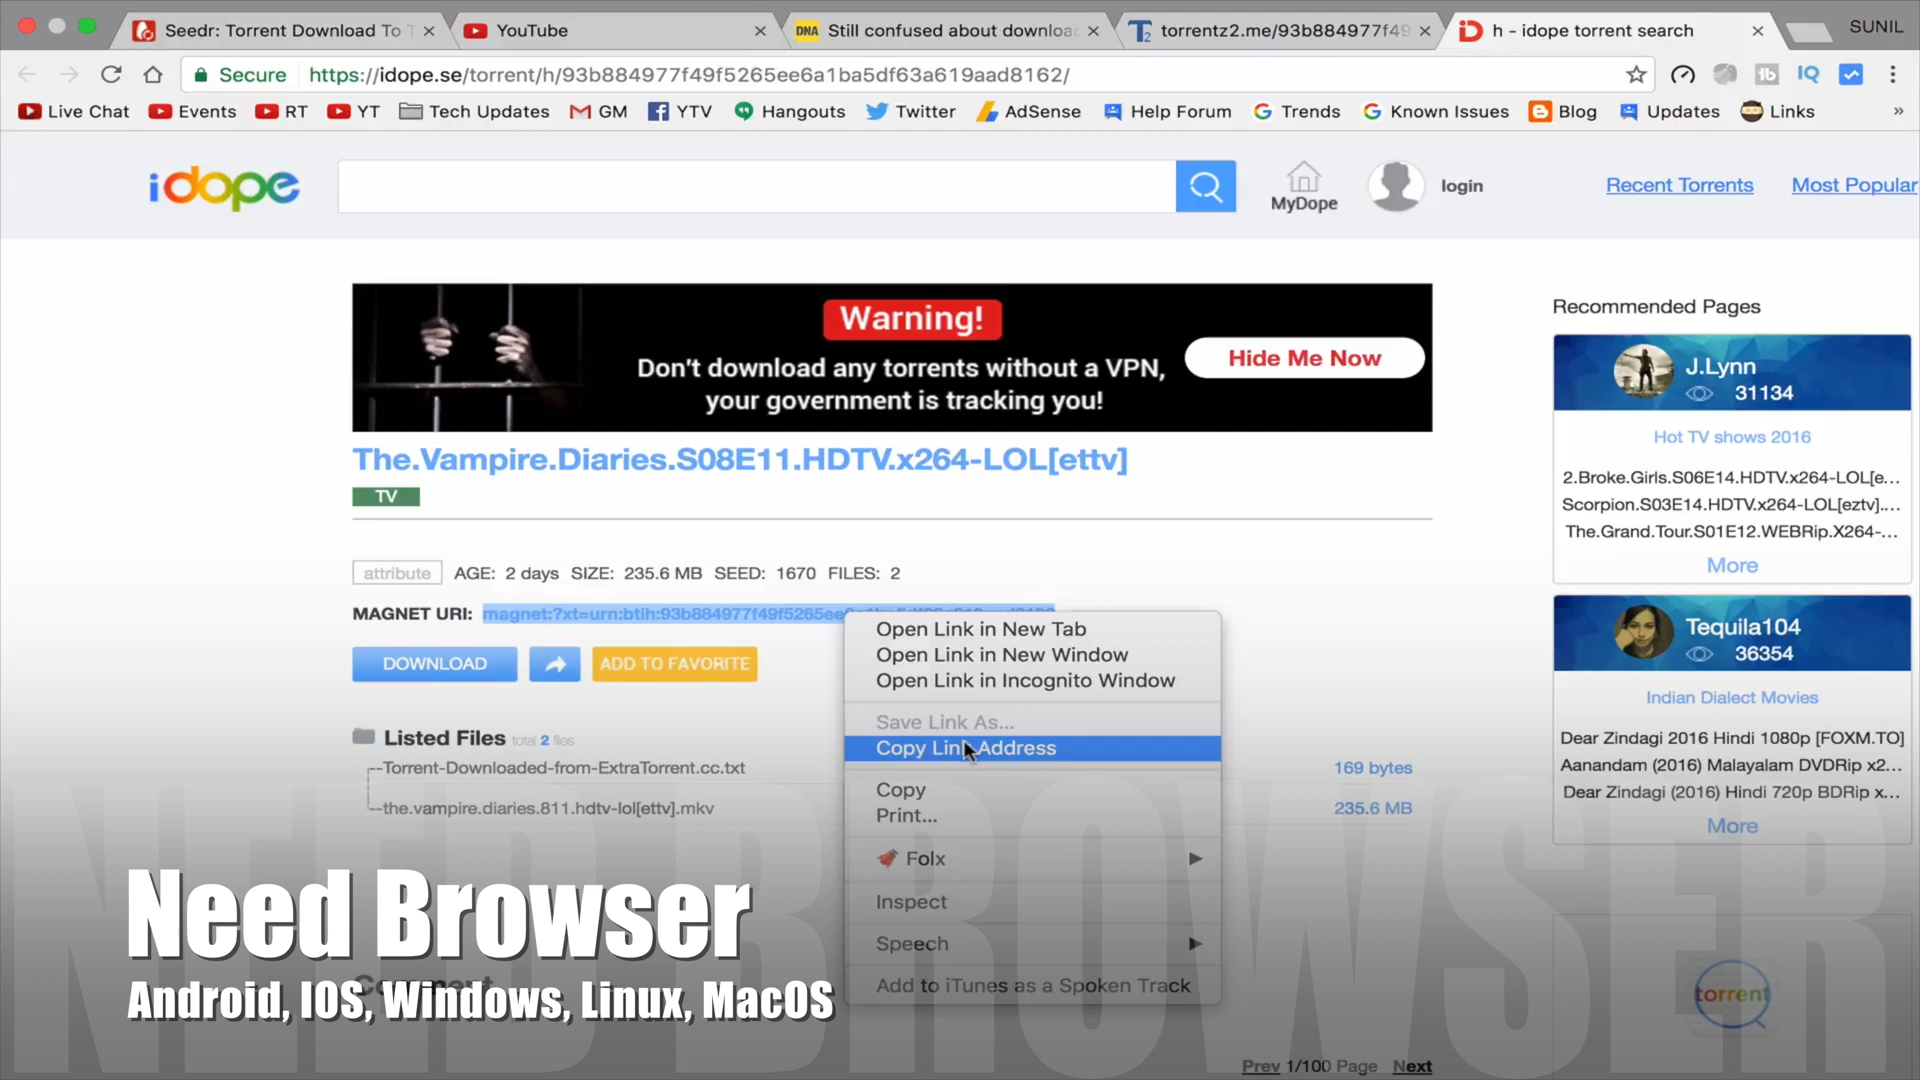 Seedr: Torrent Download To T
YouTube
DNA Still confused about downloa
torrentz2.me/93b884977f49
h - idope torrent search
SUNIL
Secure
https://idope.se/torrent/h/93b884977f49f5265ee6a1ba5df63a619aad8162/
Live Chat
Events
RT
YT
Tech Updates
GM
YTV
Hangouts
Twitter
AdSense
Help Forum
Trends
Known Issues
Blog
Updates
Links
»
idope
MyDope
login
Recent Torrents
Most Popular
Warning!
Don't download any torrents without a VPN,
your government is tracking you!
Hide Me Now
The.Vampire.Diaries.S08E11.HDTV.x264-LOL[ettv]
TV
attribute AGE: 2 days SIZE: 235.6 MB SEED: 1670 FILES: 2
MAGNET URI: magnet:?xt=urn:btih:93b884977f49f5265ee
DOWNLOAD
ADD TO FAVORITE
Listed Files total 2 files
Torrent-Downloaded-from-ExtraTorrent.cc.txt 169 bytes
the.vampire.diaries.811.hdtv-lol[ettv].mkv 235.6 MB
Open Link in New Tab
Open Link in New Window
Open Link in Incognito Window
Save Link As...
Copy Link Address
Copy
Print...
Folx
Inspect
Speech
Add to iTunes as a Spoken Track
Recommended Pages
J.Lynn
31134
Hot TV shows 2016
2.Broke.Girls.S06E14.HDTV.x264-LOL[e...
Scorpion.S03E14.HDTV.x264-LOL[eztv]....
The.Grand.Tour.S01E12.WEBRip.X264-...
More
Tequila104
36354
Indian Dialect Movies
Dear Zindagi 2016 Hindi 1080p [FOXM.TO]
Aanandam (2016) Malayalam DVDRip x2...
Dear Zindagi (2016) Hindi 720p BDRip x...
More
NEED BROWSER
Need Browser
Android, IOS, Windows, Linux, MacOS
torrent
Prev 1/100 Page Next